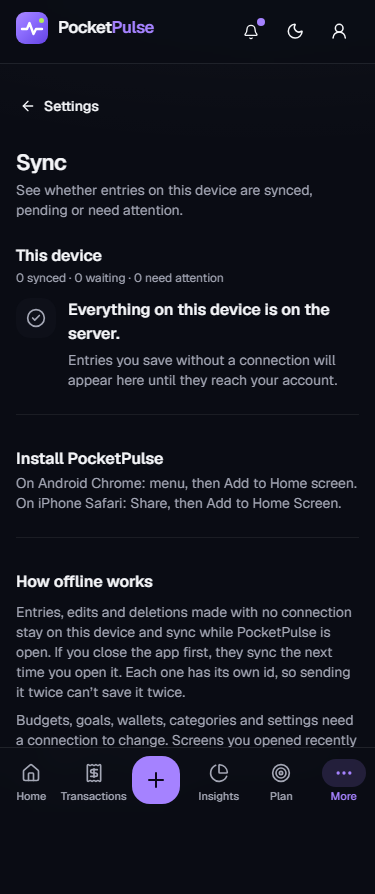 PocketPulse
Settings
Sync
See whether entries on this device are synced,
pending or need attention.
This device
0 synced · 0 waiting · 0 need attention
Everything on this device is on the
server.
Entries you save without a connection will
appear here until they reach your account.
Install PocketPulse
On Android Chrome: menu, then Add to Home screen.
On iPhone Safari: Share, then Add to Home Screen.
How offline works
Entries, edits and deletions made with no connection
stay on this device and sync while PocketPulse is
open. If you close the app first, they sync the next
time you open it. Each one has its own id, so sending
it twice can't save it twice.
Budgets, goals, wallets, categories and settings need
a connection to change. Screens you opened recently
Home
Transactions
Insights
Plan
More